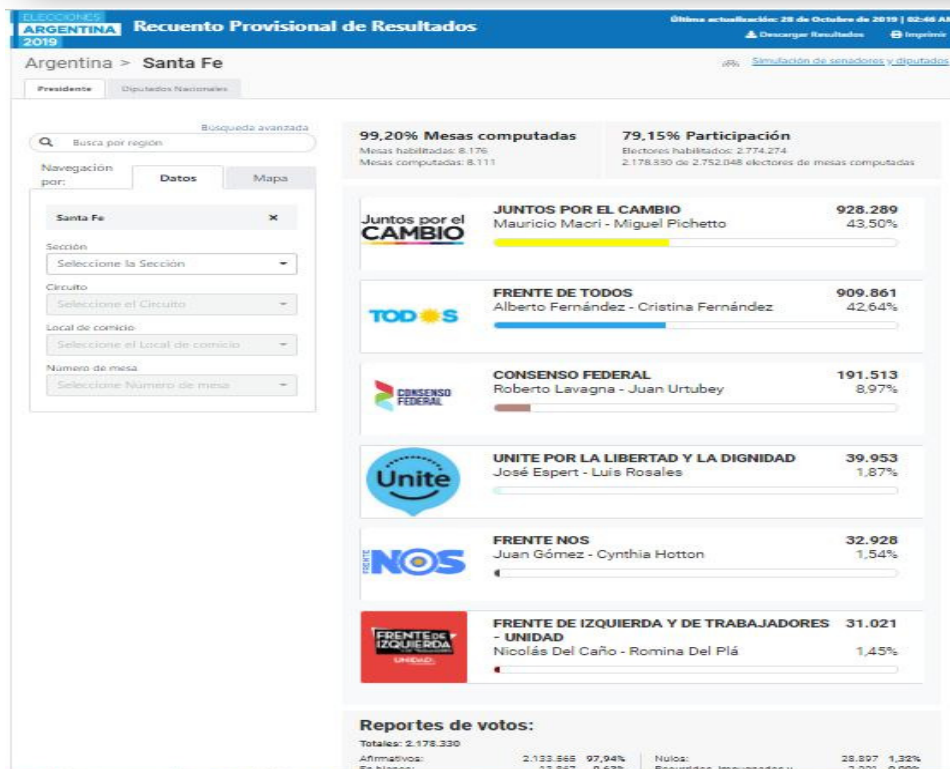 ELECCIONES
ARGENTINA
2019
Recuento Provisional de Resultados
Última actualización: 28 de Octubre de 2019 | 02:46 AM
Descargar Resultados Imprimir
Argentina > Santa Fe
Simulación de senadores y diputados
Presidente Diputados Nacionales
Búsqueda avanzada
Busca por región
Navegación por: Datos Mapa
Santa Fe ×
Sección
Seleccione la Sección
Circuito
Seleccione el Circuito
Local de comicio
Seleccione el Local de comicio
Número de mesa
Seleccione Número de mesa
99,20% Mesas computadas
Mesas habilitadas: 8.176
Mesas computadas: 8.111
79,15% Participación
Electores habilitados: 2.774.274
2.178.330 de 2.752.048 electores de mesas computadas
Juntos por el
CAMBIO
JUNTOS POR EL CAMBIO 928.289
Mauricio Macri - Miguel Pichetto 43,50%
TODOS
FRENTE DE TODOS 909.861
Alberto Fernández - Cristina Fernández 42,64%
CONSENSO
FEDERAL
CONSENSO FEDERAL 191.513
Roberto Lavagna - Juan Urtubey 8,97%
Unite
UNITE POR LA LIBERTAD Y LA DIGNIDAD 39.953
José Espert - Luis Rosales 1,87%
FRENTE
NOS
FRENTE NOS 32.928
Juan Gómez - Cynthia Hotton 1,54%
FRENTE DE
IZQUIERDA
UNIDAD
FRENTE DE IZQUIERDA Y DE TRABAJADORES 31.021
- UNIDAD
Nicolás Del Caño - Romina Del Plá 1,45%
Reportes de votos:
Totales: 2.178.330
Afirmativos: 2.133.565 97,94% Nulos: 28.897 1,32%